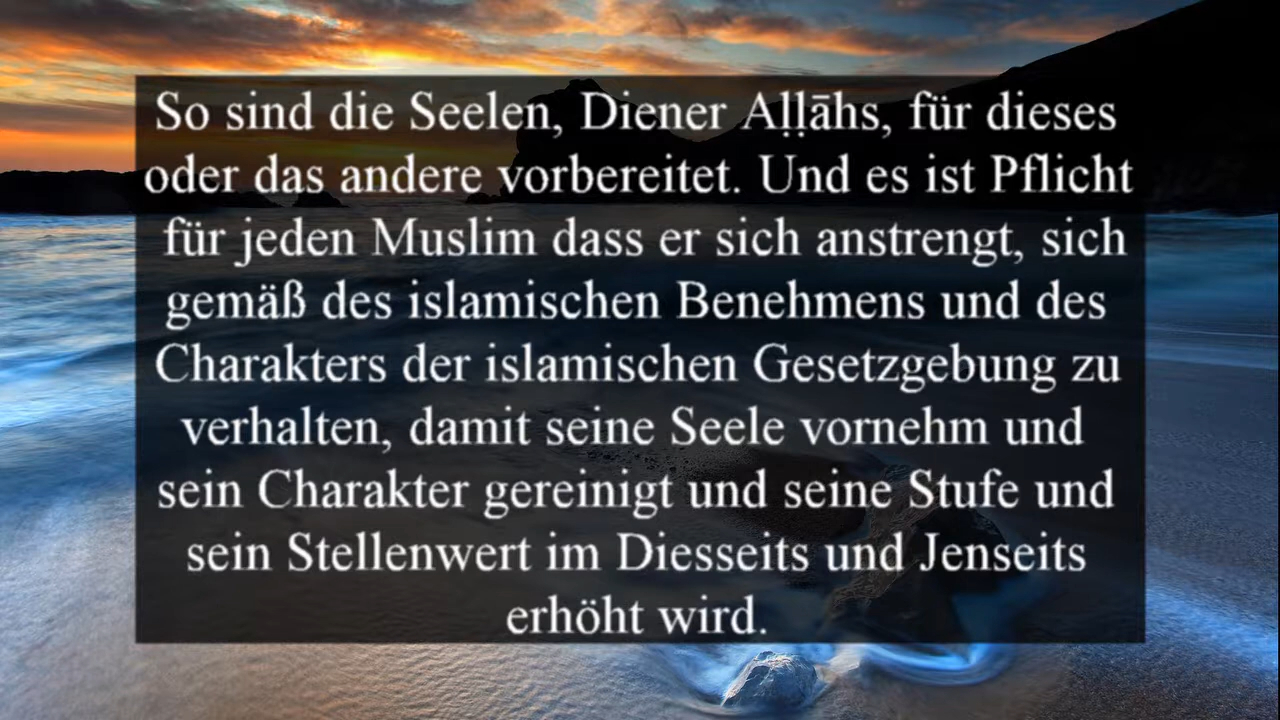 So sind die Seelen, Diener Aḷḷāhs, für dieses
oder das andere vorbereitet. Und es ist Pflicht
für jeden Muslim dass er sich anstrengt, sich
gemäß des islamischen Benehmens und des
Charakters der islamischen Gesetzgebung zu
verhalten, damit seine Seele vornehm und
sein Charakter gereinigt und seine Stufe und
sein Stellenwert im Diesseits und Jenseits
erhöht wird.